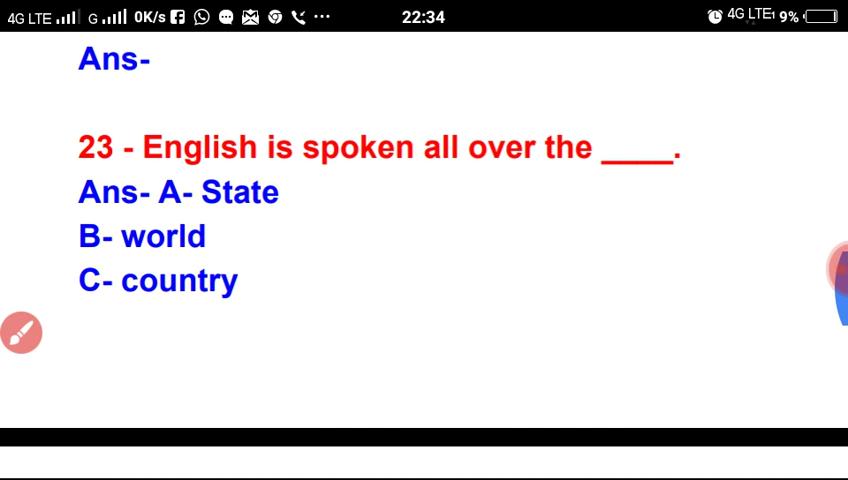 4G LTE G 0K/s ... 22:34 4G LTE1 9%
Ans-
23 - English is spoken all over the ____.
Ans- A- State
B- world
C- country